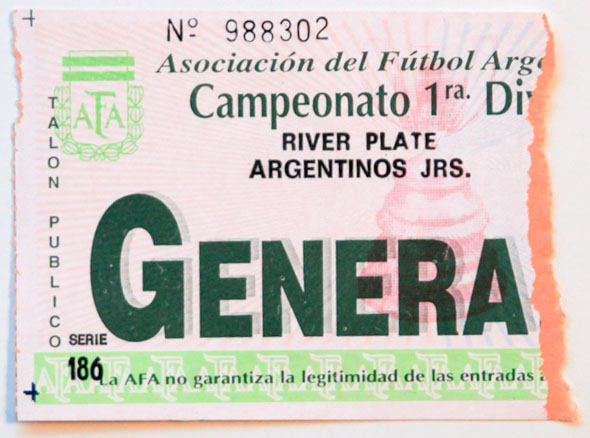 Nº 988302
Asociación del Fútbol Arge
AFA
Campeonato 1ra. Div
RIVER PLATE
ARGENTINOS JRS.
TALON PUBLICO
GENERA
SERIE
186
La AFA no garantiza la legitimidad de las entradas a